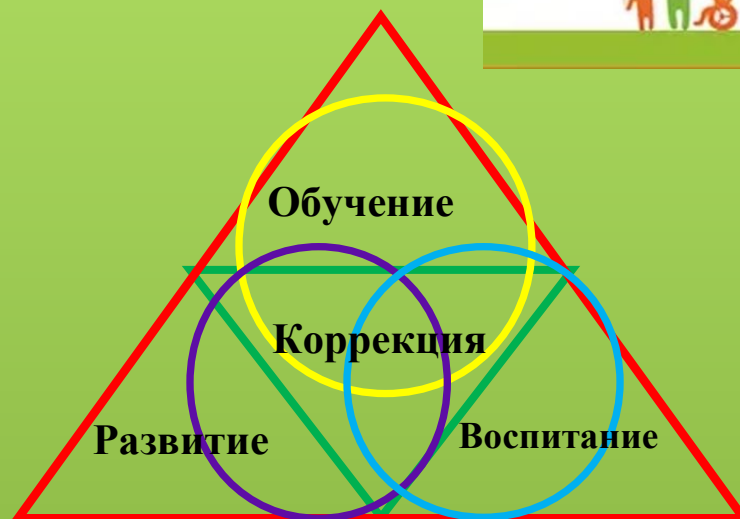 Обучение
Коррекция
Развитие
Воспитание